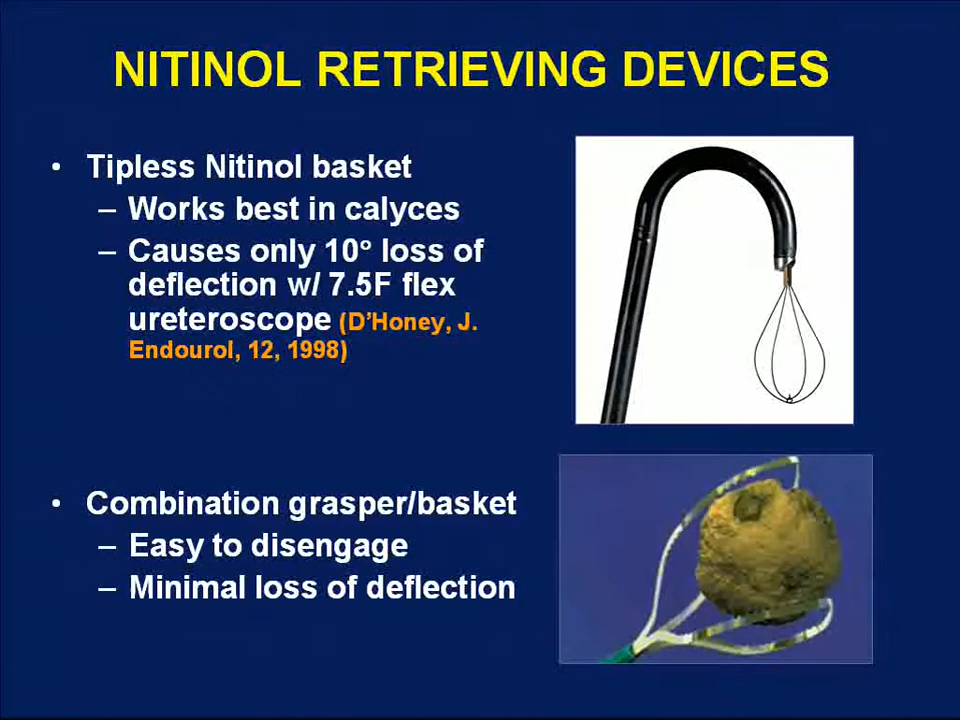 NITINOL RETRIEVING DEVICES
• Tipless Nitinol basket
– Works best in calyces
– Causes only 10° loss of
deflection w/ 7.5F flex
ureteroscope (D'Honey, J.
Endourol, 12, 1998)
• Combination grasper/basket
– Easy to disengage
– Minimal loss of deflection